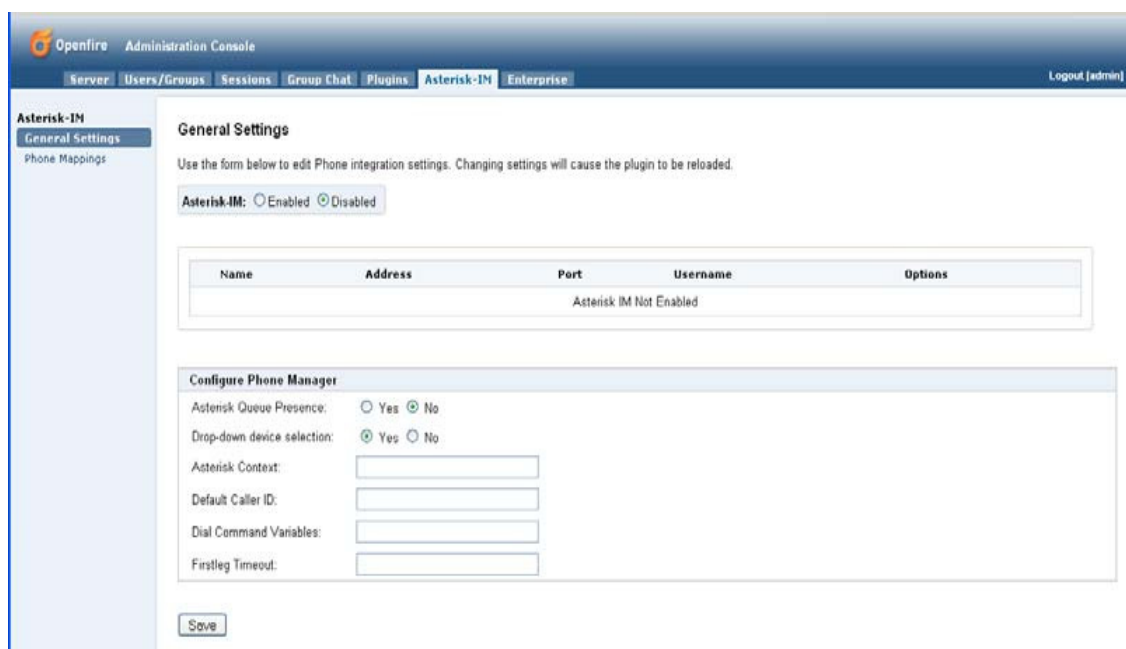 Openfire Administration Console
Server Users/Groups Sessions Group Chat Plugins Asterisk-IM Enterprise Logout [admin]
Asterisk-IM
General Settings
Phone Mappings
General Settings
Use the form below to edit Phone integration settings. Changing settings will cause the plugin to be reloaded.
Asterisk-IM: Enabled Disabled
Name Address Port Username Options
Asterisk IM Not Enabled
Configure Phone Manager
Asterisk Queue Presence: Yes No
Drop-down device selection: Yes No
Asterisk Context:
Default Caller ID:
Dial Command Variables:
Firstleg Timeout:
Save